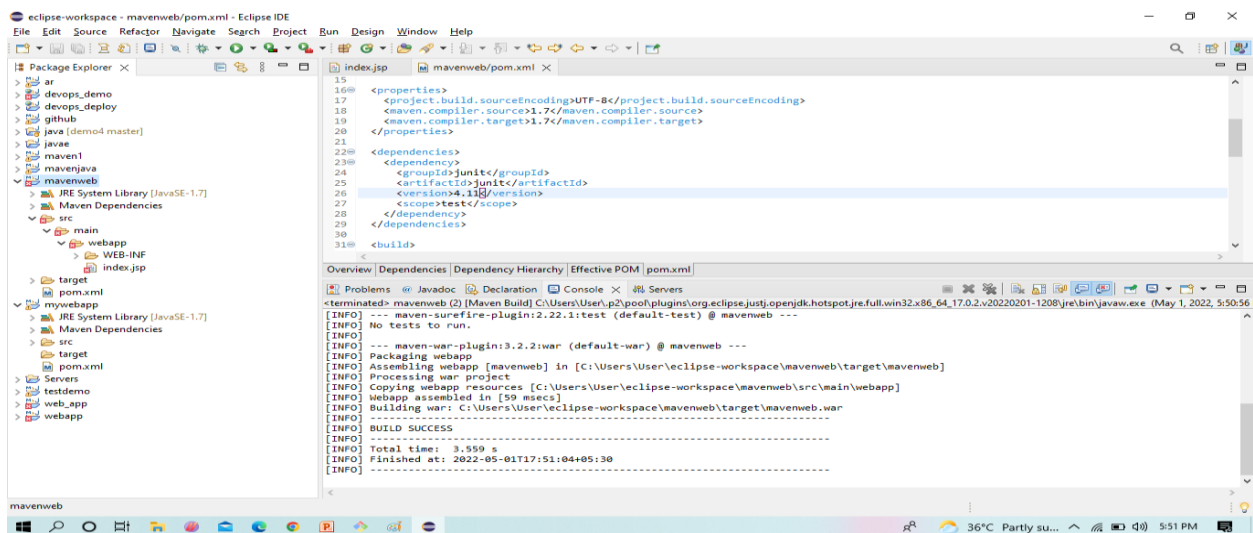 eclipse-workspace - mavenweb/pom.xml - Eclipse IDE
File Edit Source Refactor Navigate Search Project Run Design Window Help
Package Explorer
ar
devops_demo
devops_deploy
github
java [demo4 master]
javae
maven1
mavenjava
mavenweb
JRE System Library [JavaSE-1.7]
Maven Dependencies
src
main
webapp
WEB-INF
index.jsp
target
pom.xml
mywebapp
JRE System Library [JavaSE-1.7]
Maven Dependencies
src
target
pom.xml
Servers
testdemo
web_app
webapp
index.jsp mavenweb/pom.xml
15
16 <properties>
17 <project.build.sourceEncoding>UTF-8</project.build.sourceEncoding>
18 <maven.compiler.source>1.7</maven.compiler.source>
19 <maven.compiler.target>1.7</maven.compiler.target>
20 </properties>
21
22 <dependencies>
23 <dependency>
24 <groupId>junit</groupId>
25 <artifactId>junit</artifactId>
26 <version>4.11</version>
27 <scope>test</scope>
28 </dependency>
29 </dependencies>
30
31 <build>
Overview Dependencies Dependency Hierarchy Effective POM pom.xml
Problems Javadoc Declaration Console Servers
<terminated> mavenweb (2) [Maven Build] C:\Users\User\.p2\pool\plugins\org.eclipse.justj.openjdk.hotspot.jre.full.win32.x86_64_17.0.2.v20220201-1208\jre\bin\javaw.exe (May 1, 2022, 5:50:56
[INFO] --- maven-surefire-plugin:2.22.1:test (default-test) @ mavenweb ---
[INFO] No tests to run.
[INFO]
[INFO] --- maven-war-plugin:3.2.2:war (default-war) @ mavenweb ---
[INFO] Packaging webapp
[INFO] Assembling webapp [mavenweb] in [C:\Users\User\eclipse-workspace\mavenweb\target\mavenweb]
[INFO] Processing war project
[INFO] Copying webapp resources [C:\Users\User\eclipse-workspace\mavenweb\src\main\webapp]
[INFO] Webapp assembled in [59 msecs]
[INFO] Building war: C:\Users\User\eclipse-workspace\mavenweb\target\mavenweb.war
[INFO] ------------------------------------------------------------------------
[INFO] BUILD SUCCESS
[INFO] ------------------------------------------------------------------------
[INFO] Total time: 3.559 s
[INFO] Finished at: 2022-05-01T17:51:04+05:30
[INFO] ------------------------------------------------------------------------
mavenweb
36°C Partly su... 5:51 PM